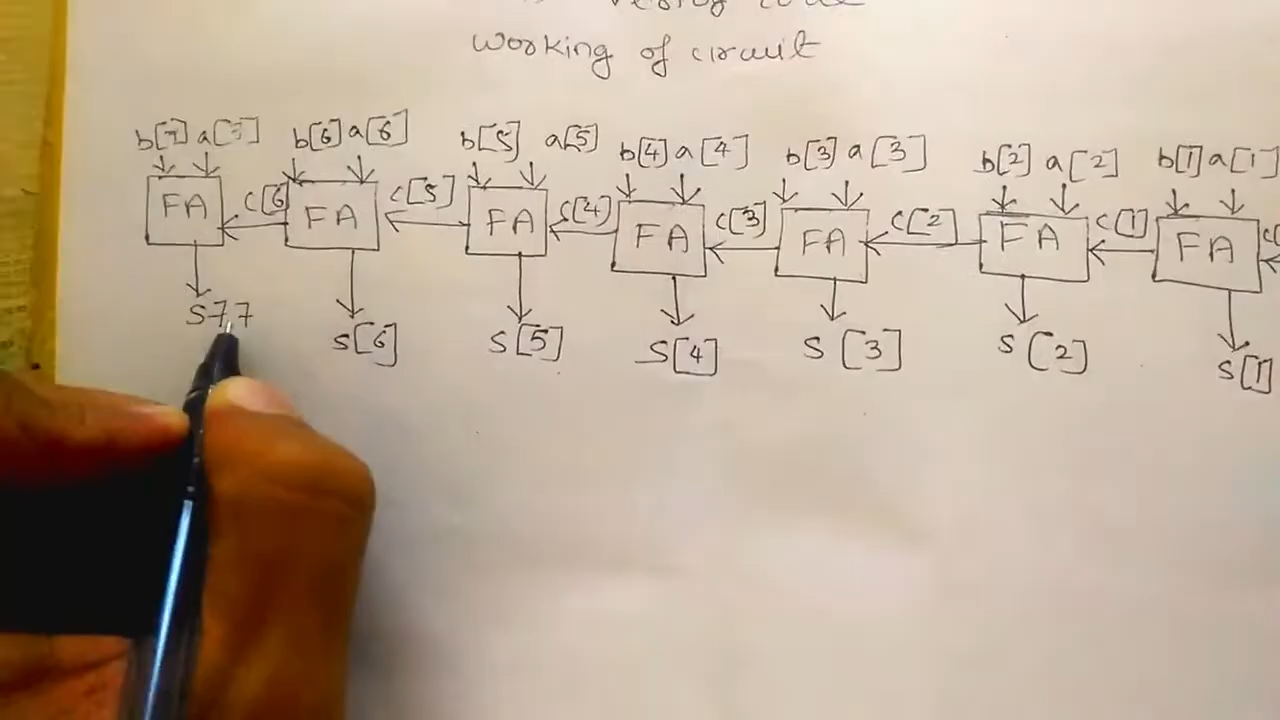 working of circuit
b[7] a[7] b[6] a[6] b[5] a[5] b[4] a[4] b[3] a[3] b[2] a[2] b[1] a[1]
FA c[6 FA c[5] FA c[4] FA c[3] FA c[2] FA c[1] FA
S77 s[6] s[5] S[4] s[3] s[2] s[1]